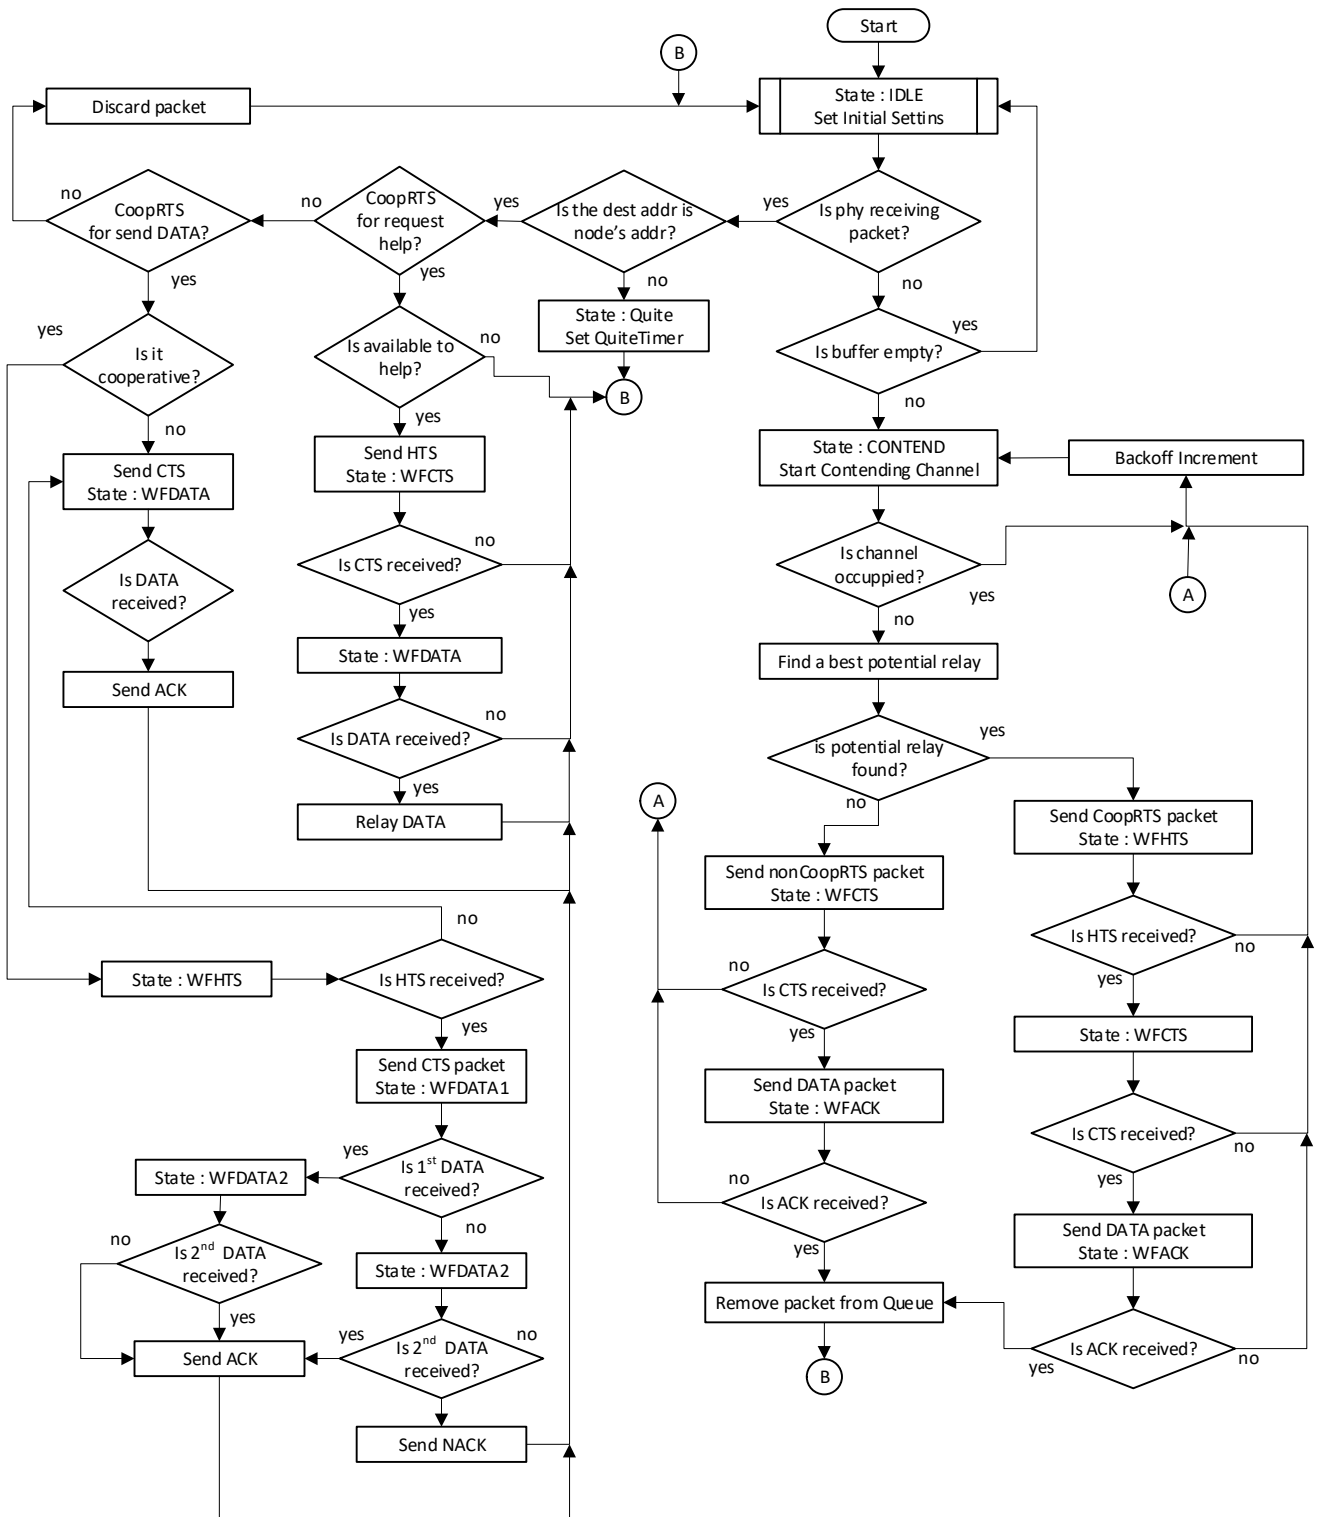 Start
B
Discard packet
State : IDLE
Set Initial Settins
no
CoopRTS
for send DATA?
yes
no
CoopRTS
for request
help?
yes
yes
Is the dest addr is
node's addr?
no
yes
Is phy receiving
packet?
no
State : Quite
Set QuiteTimer
B
yes
Is it
cooperative?
no
Is available to
help?
no
yes
Is buffer empty?
yes
no
Send CTS
State : WFDATA
Send HTS
State : WFCTS
State : CONTEND
Start Contending Channel
Backoff Increment
Is DATA
received?
Is CTS received?
no
yes
Is channel
occuppied?
yes
no
A
Send ACK
State : WFDATA
Find a best potential relay
Is DATA received?
no
yes
is potential relay
found?
yes
no
Relay DATA
A
Send CoopRTS packet
State : WFHTS
Send nonCoopRTS packet
State : WFCTS
no
State : WFHTS
Is HTS received?
yes
no
Is CTS received?
yes
Is HTS received?
no
yes
State : WFCTS
Send CTS packet
State : WFDATA1
Send DATA packet
State : WFACK
Is CTS received?
no
yes
yes
Is 1st DATA
received?
no
State : WFDATA2
no
Is ACK received?
yes
Send DATA packet
State : WFACK
no
Is 2nd DATA
received?
yes
State : WFDATA2
Remove packet from Queue
yes
Is 2nd DATA
received?
no
Send ACK
Is ACK received?
yes
no
B
Send NACK